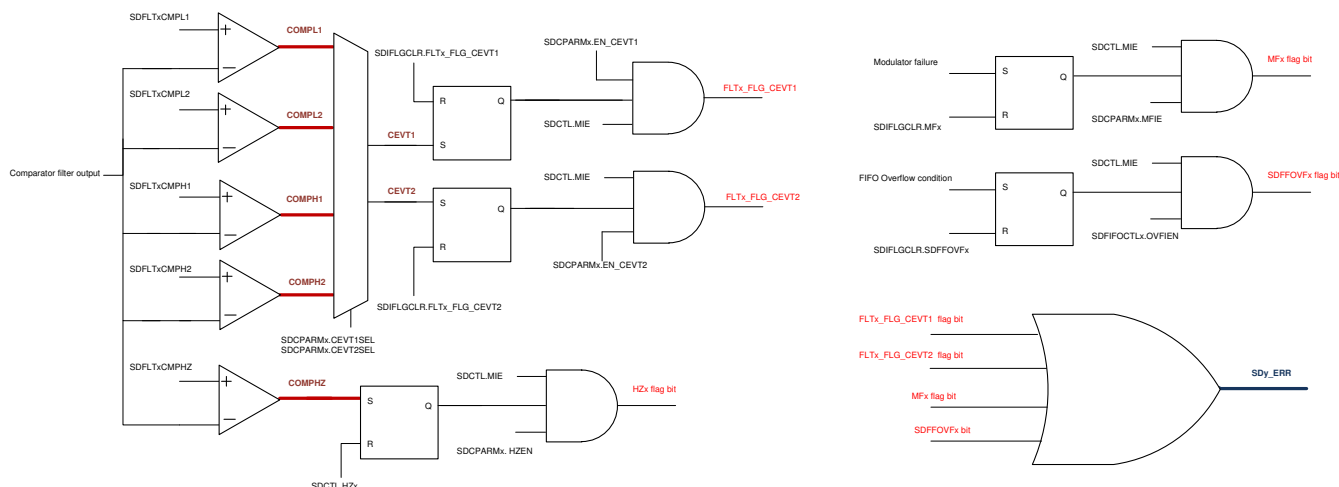 SDFLTxCMPL1
COMPL1
SDIFLGCLR.FLTx_FLG_CEVT1
SDCPARMx.EN_CEVT1
SDFLTxCMPL2
COMPL2
R
Q
S
SDCTL.MIE
FLTx_FLG_CEVT1
CEVT1
Comparator filter output
SDFLTxCMPH1
COMPH1
CEVT2
S
Q
R
SDCTL.MIE
FLTx_FLG_CEVT2
SDCPARMx.EN_CEVT2
SDFLTxCMPH2
COMPH2
SDIFLGCLR.FLTx_FLG_CEVT2
SDCPARMx.CEVT1SEL
SDCPARMx.CEVT2SEL
SDFLTxCMPHZ
COMPHZ
S
Q
R
SDCTL.MIE
HZx flag bit
SDCPARMx. HZEN
SDCTL.HZx
Modulator failure
S
Q
R
SDIFLGCLR.MFx
SDCTL.MIE
MFx flag bit
SDCPARMx.MFIE
FIFO Overflow condition
S
Q
R
SDIFLGCLR.SDFFOVFx
SDCTL.MIE
SDFFOVFx flag bit
SDFIFOCTLx.OVFIEN
FLTx_FLG_CEVT1 flag bit
FLTx_FLG_CEVT2 flag bit
MFx flag bit
SDFFOVFx bit
SDy_ERR